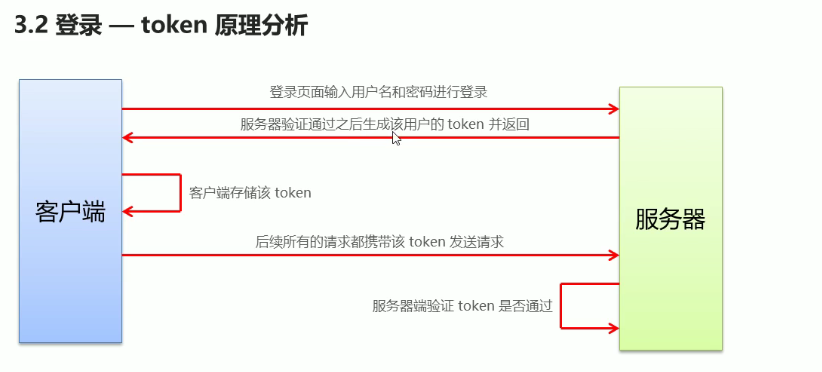 3.2 登录 — token 原理分析
登录页面输入用户名和密码进行登录
服务器验证通过之后生成该用户的 token 并返回
客户端存储该 token
客户端
服务器
后续所有的请求都携带该 token 发送请求
服务器端验证 token 是否通过